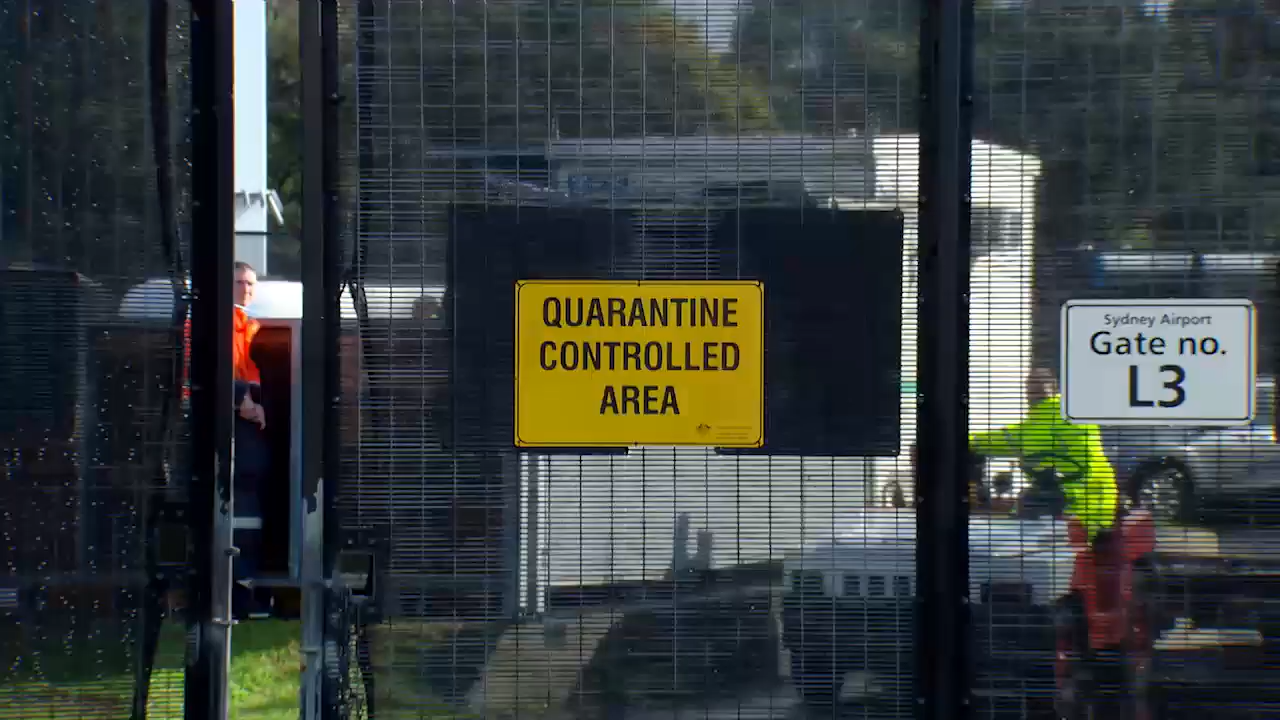 QUARANTINE
CONTROLLED
AREA
Sydney Airport
Gate no.
L3